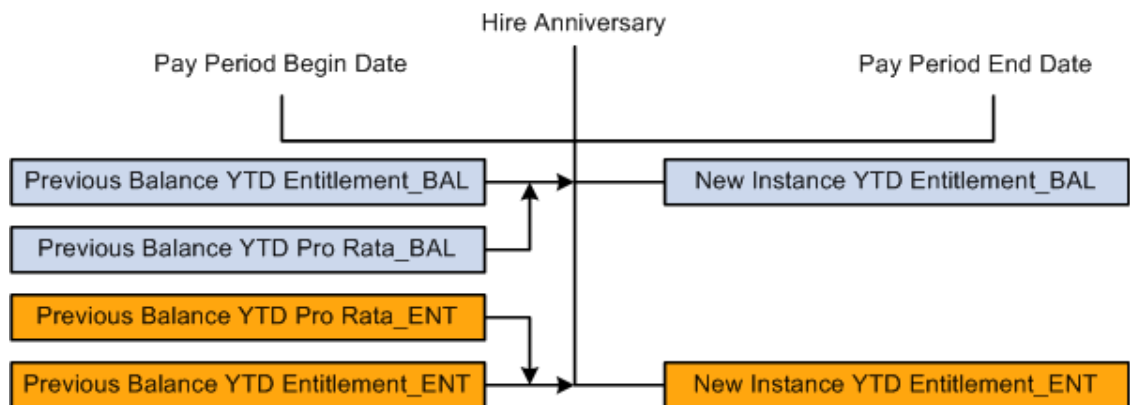 Hire Anniversary
Pay Period Begin Date
Pay Period End Date
Previous Balance YTD Entitlement_BAL
New Instance YTD Entitlement_BAL
Previous Balance YTD Pro Rata_BAL
Previous Balance YTD Pro Rata_ENT
Previous Balance YTD Entitlement_ENT
New Instance YTD Entitlement_ENT